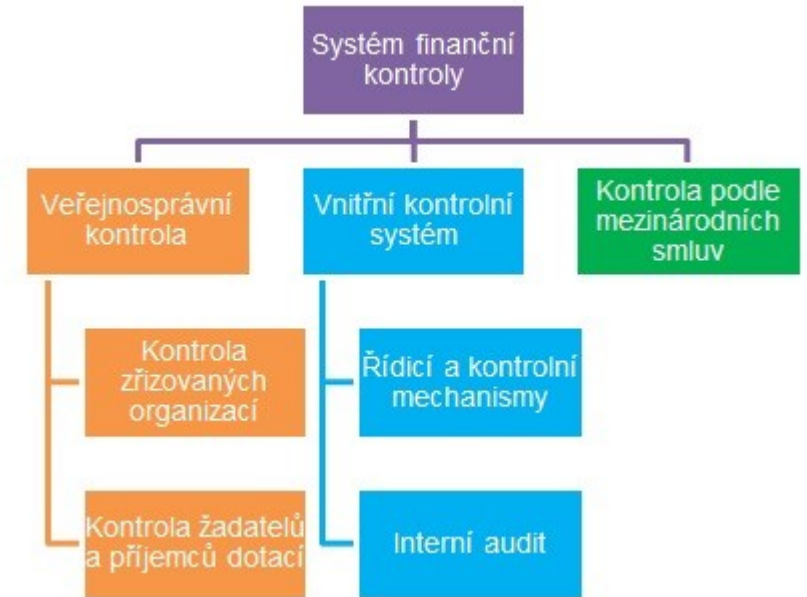 Systém finanční
kontroly
Veřejnosprávní
kontrola
Vnitřní kontrolní
systém
Kontrola podle
mezinárodních
smluv
Kontrola
zřizovaných
organizací
Řídicí a kontrolní
mechanismy
Kontrola žadatelů
a příjemců dotací
Interní audit